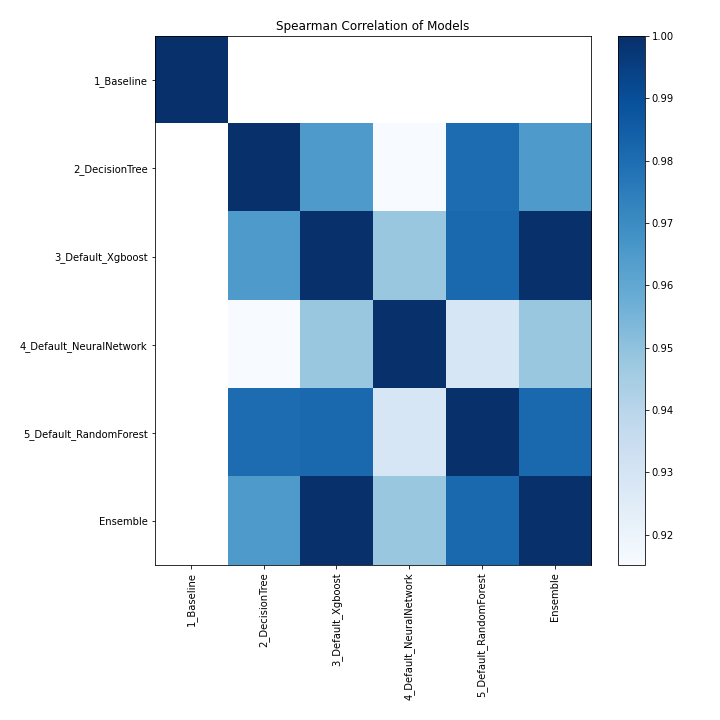 Spearman Correlation of Models
1_Baseline
2_DecisionTree
3_Default_Xgboost
4_Default_NeuralNetwork
5_Default_RandomForest
Ensemble
1_Baseline
2_DecisionTree
3_Default_Xgboost
4_Default_NeuralNetwork
5_Default_RandomForest
Ensemble
1.00
0.99
0.98
0.97
0.96
0.95
0.94
0.93
0.92